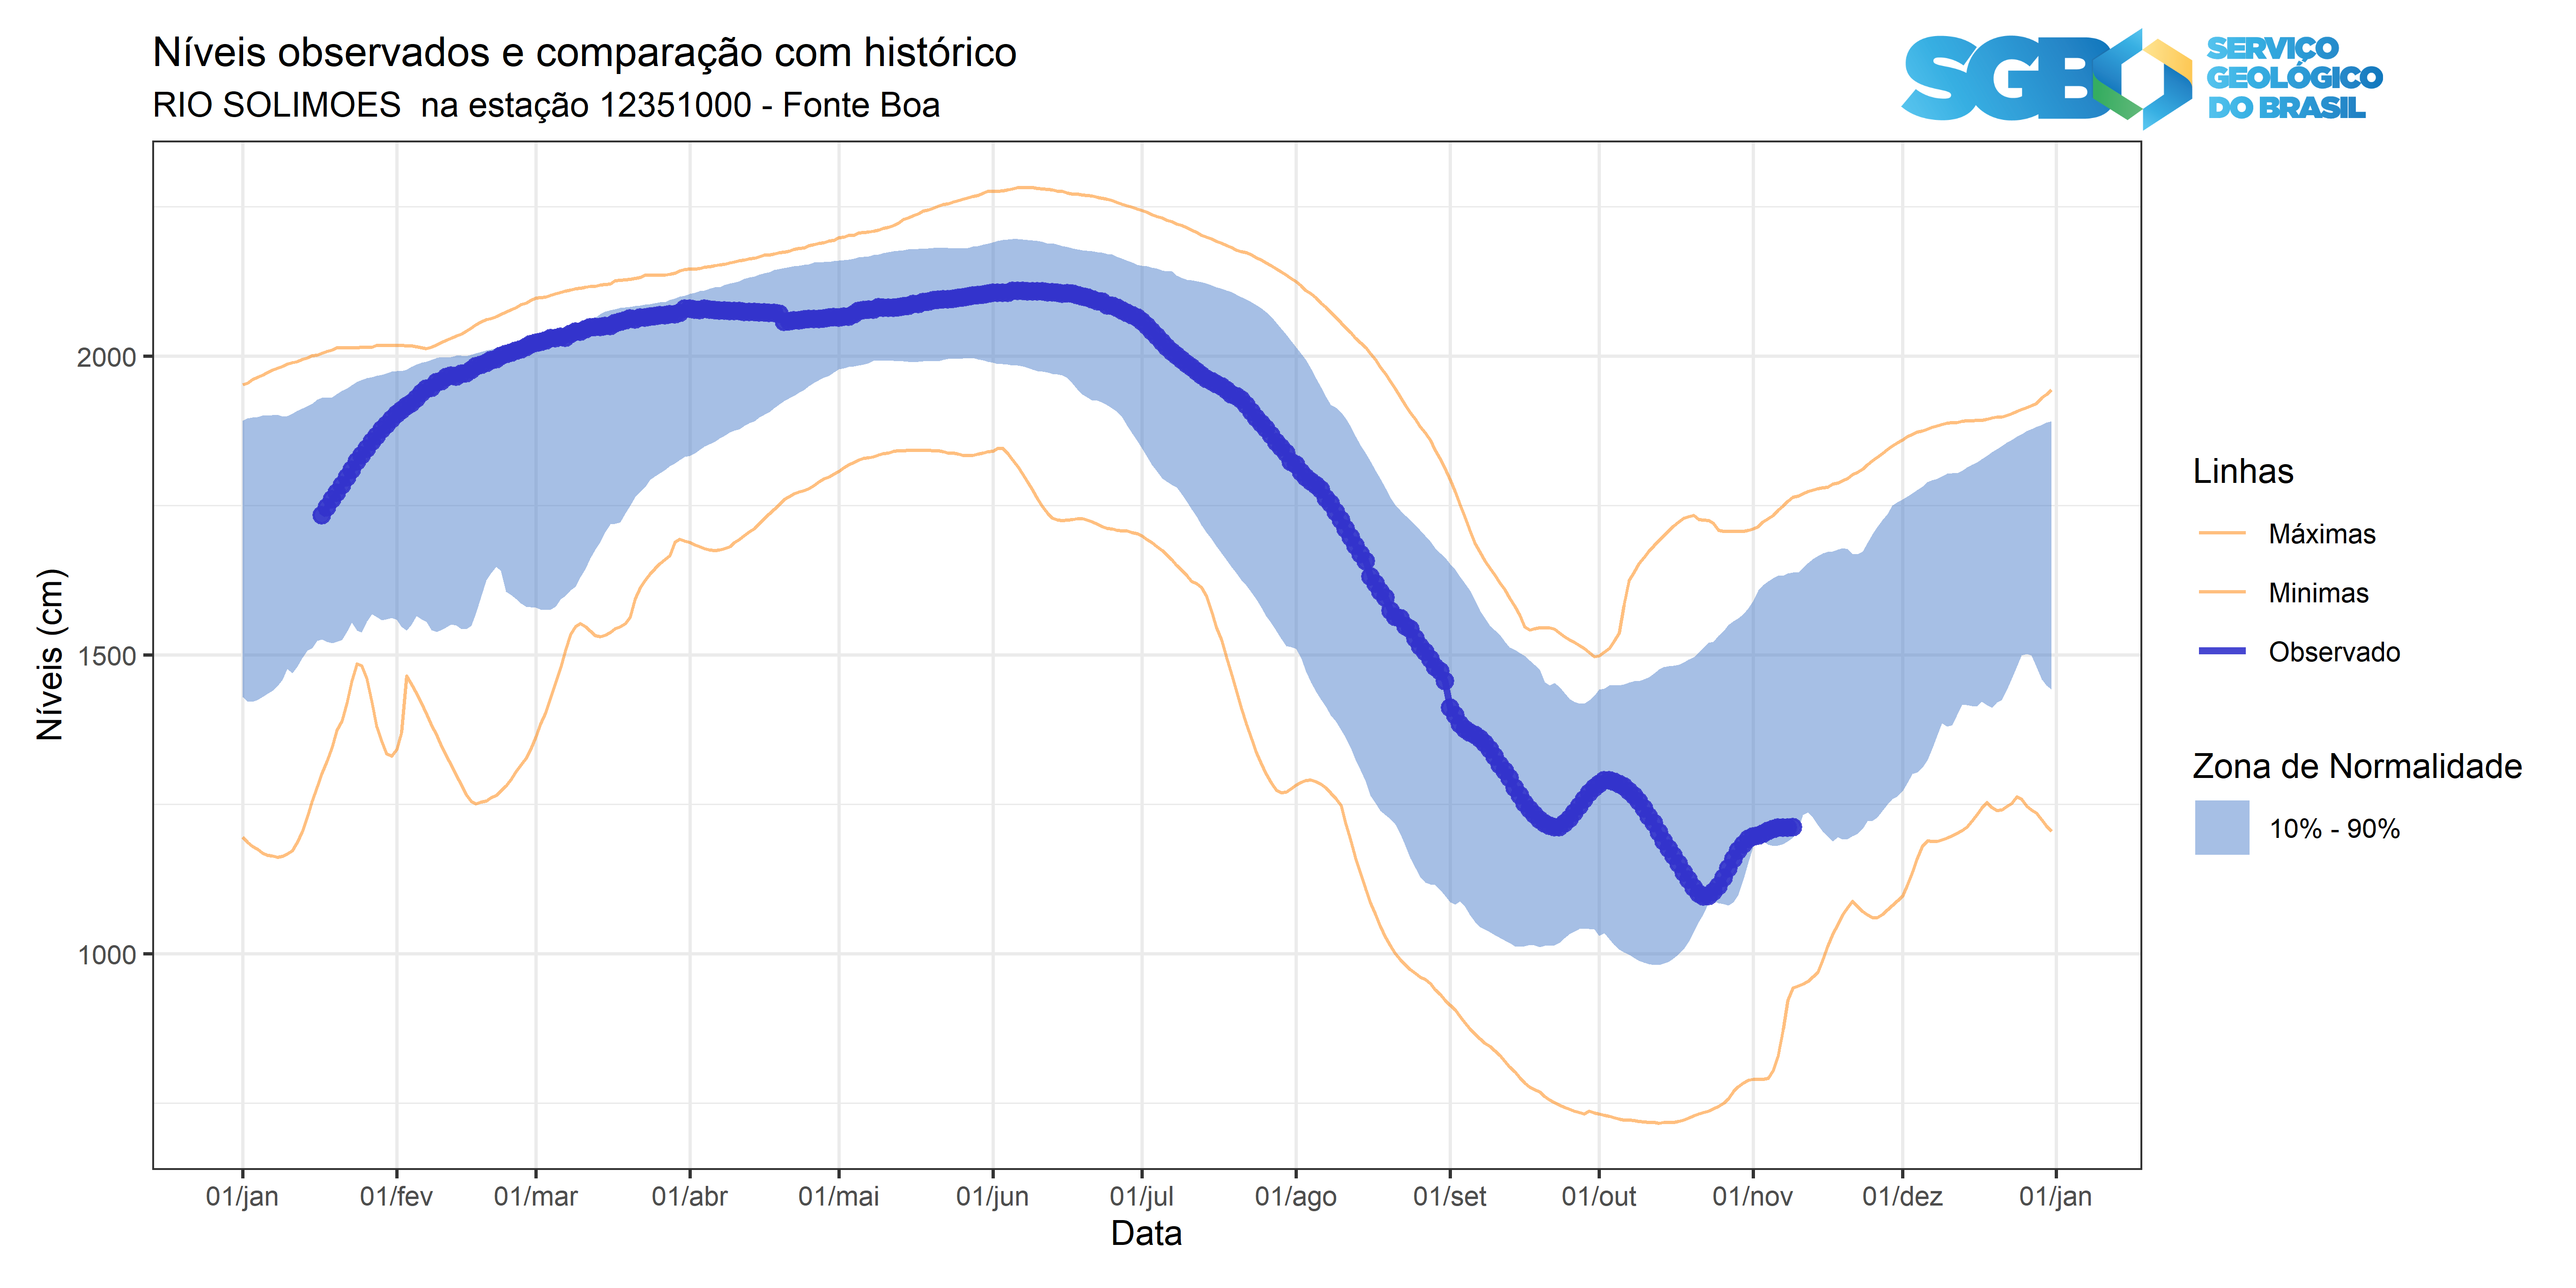 Níveis observados e comparação com histórico
RIO SOLIMOES  na estação 12351000 - Fonte Boa
SGB
SERVIÇO
GEOLÓGICO
DO BRASIL
Níveis (cm)
2000
1500
1000
01/jan 01/fev 01/mar 01/abr 01/mai 01/jun 01/jul 01/ago 01/set 01/out 01/nov 01/dez 01/jan
Data
Linhas
Máximas
Minimas
Observado
Zona de Normalidade
10% - 90%